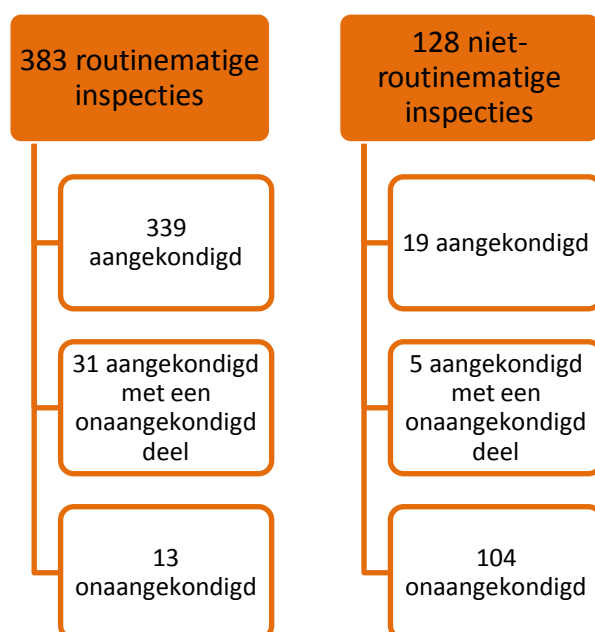 383 routinematige
inspecties
339
aangekondigd
31 aangekondigd
met een
onaangekondigd
deel
13
onaangekondigd
128 niet-
routinematige
inspecties
19 aangekondigd
5 aangekondigd
met een
onaangekondigd
deel
104
onaangekondigd